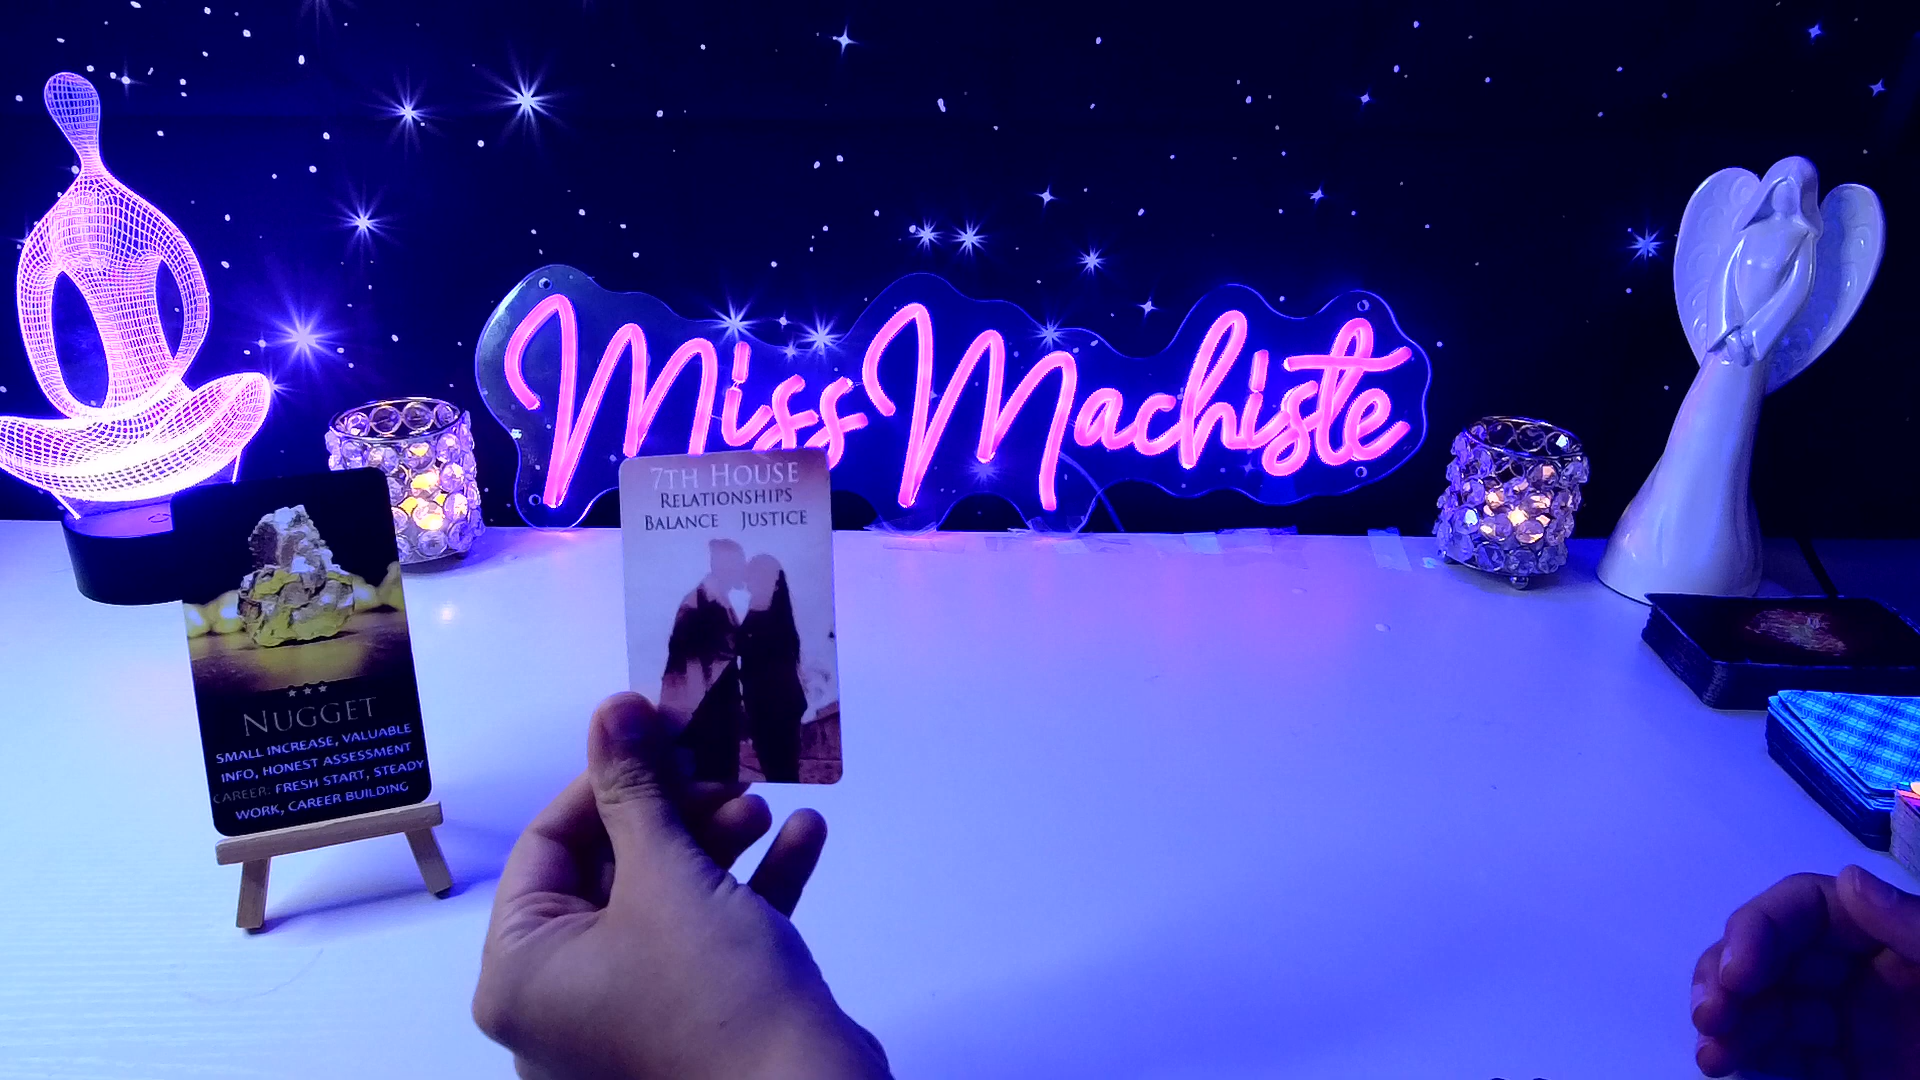 Miss Machiste
7TH HOUSE
RELATIONSHIPS
BALANCE JUSTICE
NUGGET
SMALL INCREASE, VALUABLE
INFO, HONEST ASSESSMENT
CAREER: FRESH START, STEADY
WORK, CAREER BUILDING